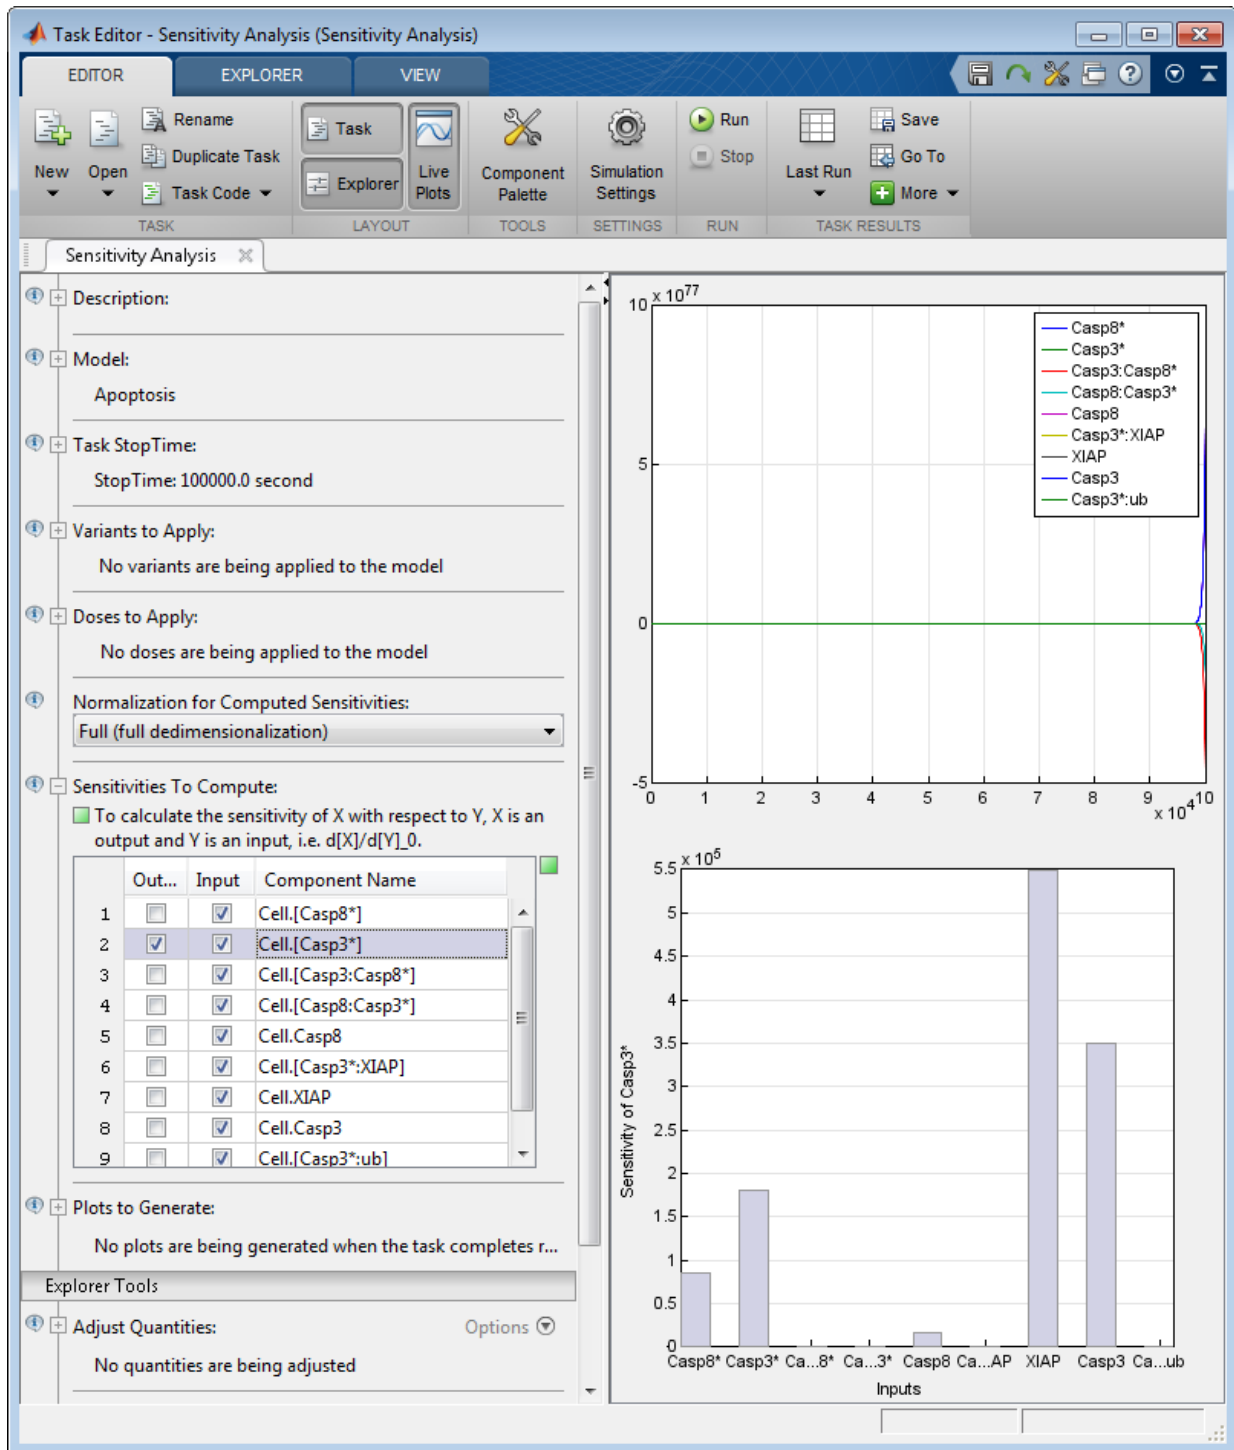 Task Editor - Sensitivity Analysis (Sensitivity Analysis)
EDITOR EXPLORER VIEW
New
Open
Rename
Duplicate Task
Task Code
TASK
Task
Explorer
Live
Plots
LAYOUT
Component
Palette
TOOLS
Simulation
Settings
SETTINGS
Run
Stop
RUN
Last Run
Save
Go To
More
TASK RESULTS
Sensitivity Analysis
Description:
Model:
Apoptosis
Task StopTime:
StopTime: 100000.0 second
Variants to Apply:
No variants are being applied to the model
Doses to Apply:
No doses are being applied to the model
Normalization for Computed Sensitivities:
Full (full dedimensionalization)
Sensitivities To Compute:
To calculate the sensitivity of X with respect to Y, X is an
output and Y is an input, i.e. d[X]/d[Y]_0.
Out... Input Component Name
1 Cell.[Casp8*]
2 Cell.[Casp3*]
3 Cell.[Casp3:Casp8*]
4 Cell.[Casp8:Casp3*]
5 Cell.Casp8
6 Cell.[Casp3*:XIAP]
7 Cell.XIAP
8 Cell.Casp3
9 Cell.[Casp3*:ub]
Plots to Generate:
No plots are being generated when the task completes r...
Explorer Tools
Adjust Quantities: Options
No quantities are being adjusted
x 10^77
10
5
0
-5
Casp8*
Casp3*
Casp3:Casp8*
Casp8:Casp3*
Casp8
Casp3*:XIAP
XIAP
Casp3
Casp3*:ub
0 1 2 3 4 5 6 7 8 9 10
x 10^4
x 10^5
5.5
5
4.5
4
3.5
3
2.5
2
1.5
1
0.5
0
Sensitivity of Casp3*
Casp8* Casp3* Ca...8* Ca...3* Casp8 Ca...AP XIAP Casp3 Ca...ub
Inputs